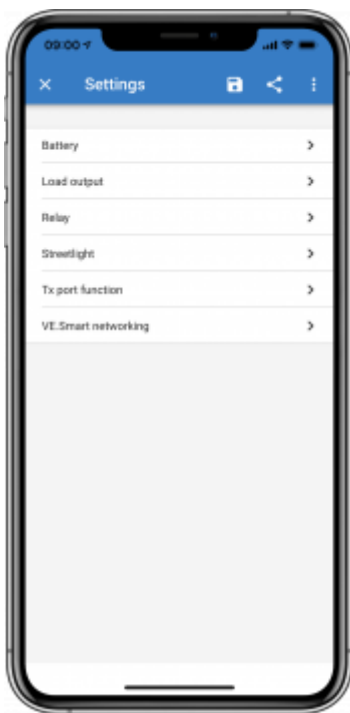 09:00
Settings
Battery
Load output
Relay
Streetlight
Tx port function
VE.Smart networking